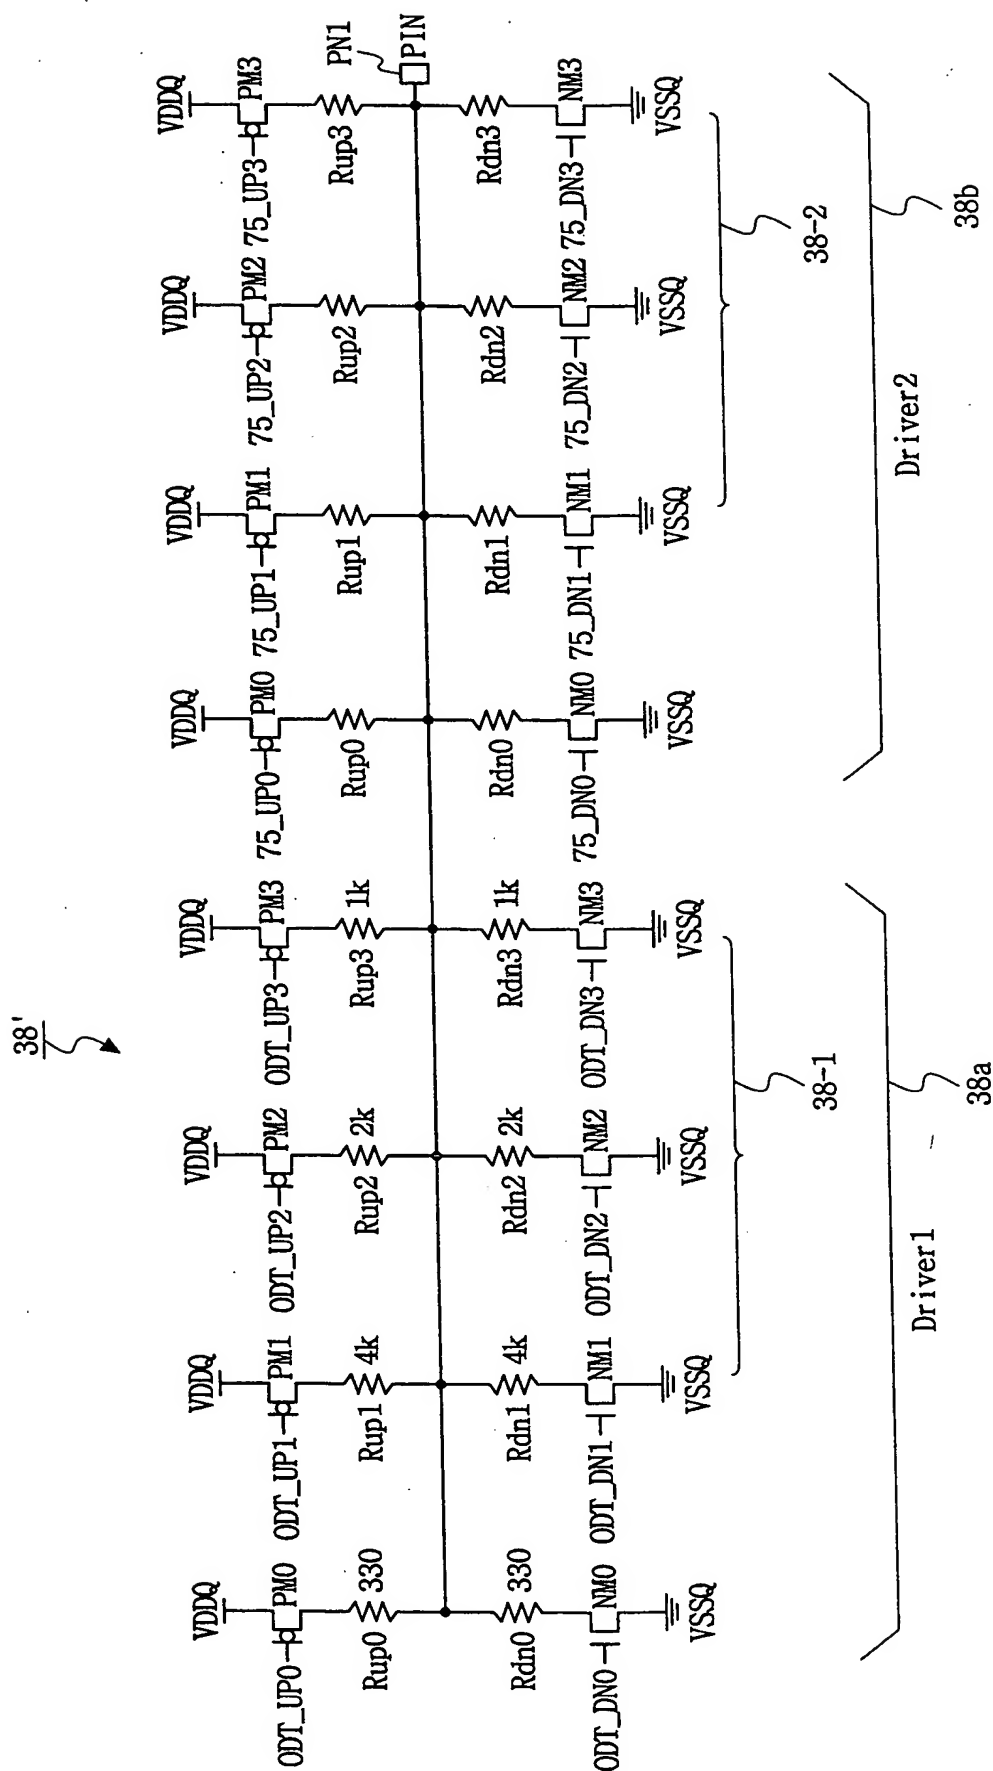 38'
VDDQ VDDQ VDDQ VDDQ VDDQ VDDQ VDDQ VDDQ
ODT_UP0 PM0 ODT_UP1 PM1 ODT_UP2 PM2 ODT_UP3 PM3 75_UP0 PM0 75_UP1 PM1 75_UP2 PM2 75_UP3 PM3
Rup0 330 Rup1 4k Rup2 2k Rup3 1k Rup0 Rup1 Rup2 Rup3
PN1
PIN
Rdn0 330 Rdn1 4k Rdn2 2k Rdn3 1k Rdn0 Rdn1 Rdn2 Rdn3
ODT_DN0 NM0 ODT_DN1 NM1 ODT_DN2 NM2 ODT_DN3 NM3 75_DN0 NM0 75_DN1 NM1 75_DN2 NM2 75_DN3 NM3
VSSQ VSSQ VSSQ VSSQ VSSQ VSSQ VSSQ VSSQ
38-1 38-2
Driver1 Driver2
38a 38b